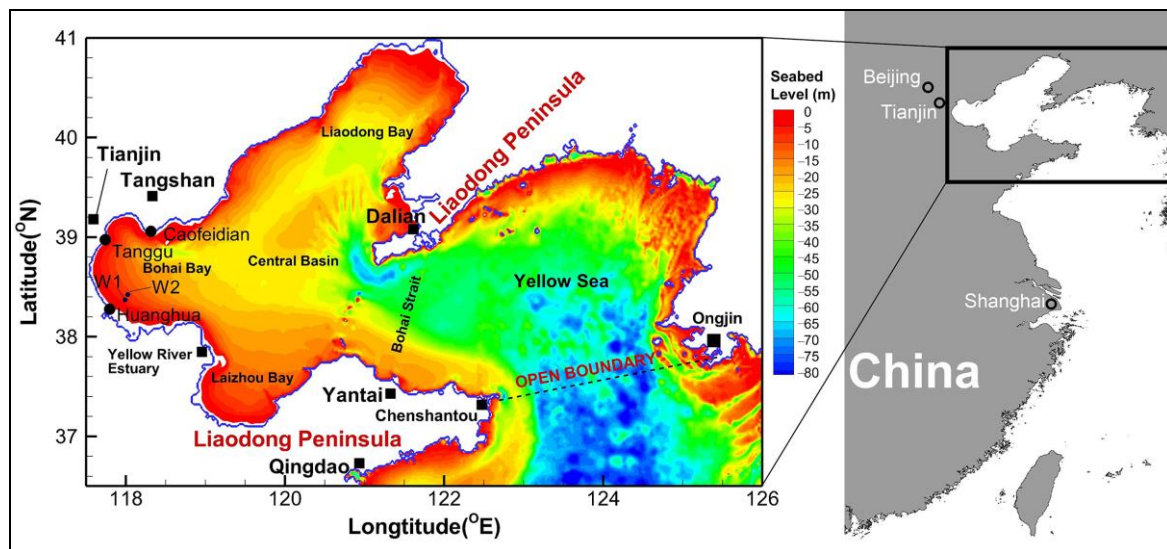 41
40
39
38
37
Latitude(°N)
118
120
122
124
126
Longtitude(°E)
Tianjin
Tangshan
Caofeidian
Tanggu
Bohai Bay
W1
W2
Huanghua
Yellow River
Estuary
Laizhou Bay
Liaodong Bay
Central Basin
Bohai Strait
Dalian
Liaodong Peninsula
Yellow Sea
Ongjin
OPEN BOUNDARY
Yantai
Chenshantou
Liaodong Peninsula
Qingdao
Seabed
Level (m)
0
-5
-10
-15
-20
-25
-30
-35
-40
-45
-50
-55
-60
-65
-70
-75
-80
Beijing
Tianjin
Shanghai
China